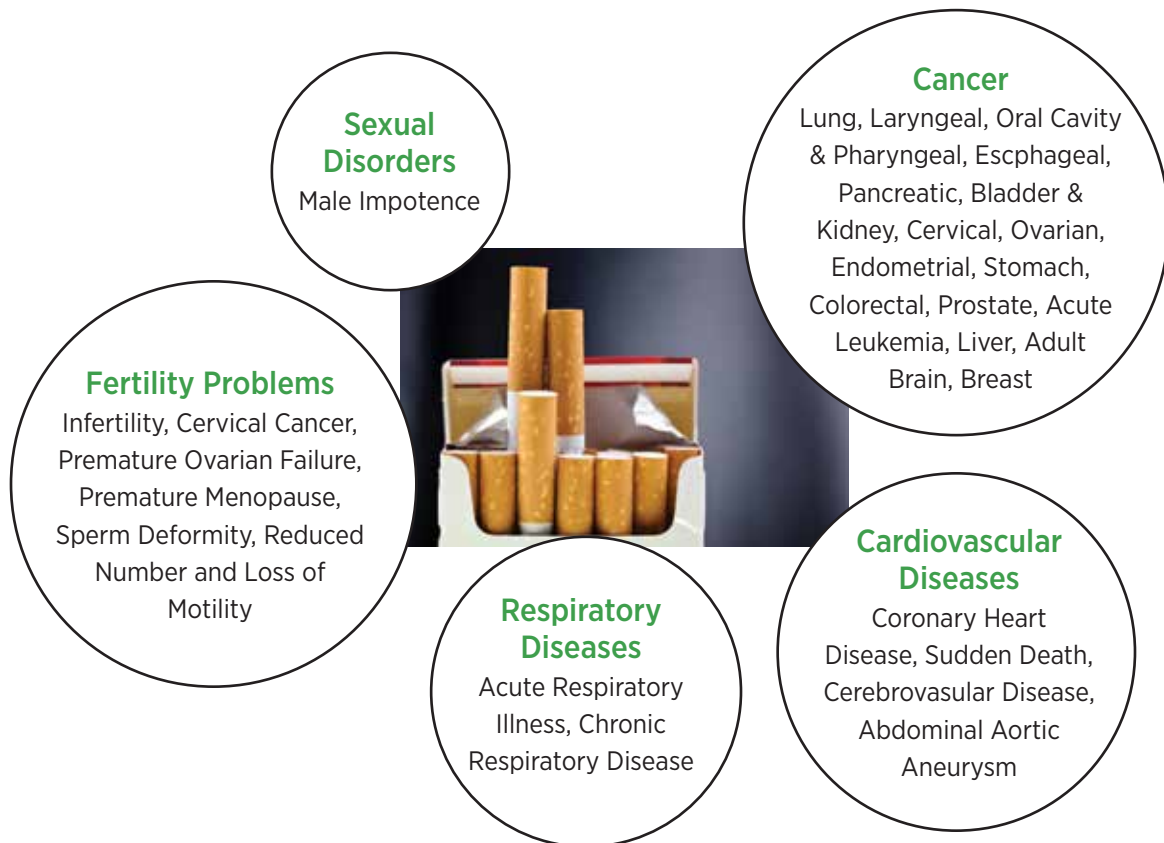 Sexual
Disorders
Male Impotence
Cancer
Lung, Laryngeal, Oral Cavity
& Pharyngeal, Escphageal,
Pancreatic, Bladder &
Kidney, Cervical, Ovarian,
Endometrial, Stomach,
Colorectal, Prostate, Acute
Leukemia, Liver, Adult
Brain, Breast
Fertility Problems
Infertility, Cervical Cancer,
Premature Ovarian Failure,
Premature Menopause,
Sperm Deformity, Reduced
Number and Loss of
Motility
Respiratory
Diseases
Acute Respiratory
Illness, Chronic
Respiratory Disease
Cardiovascular
Diseases
Coronary Heart
Disease, Sudden Death,
Cerebrovascular Disease,
Abdominal Aortic
Aneurysm